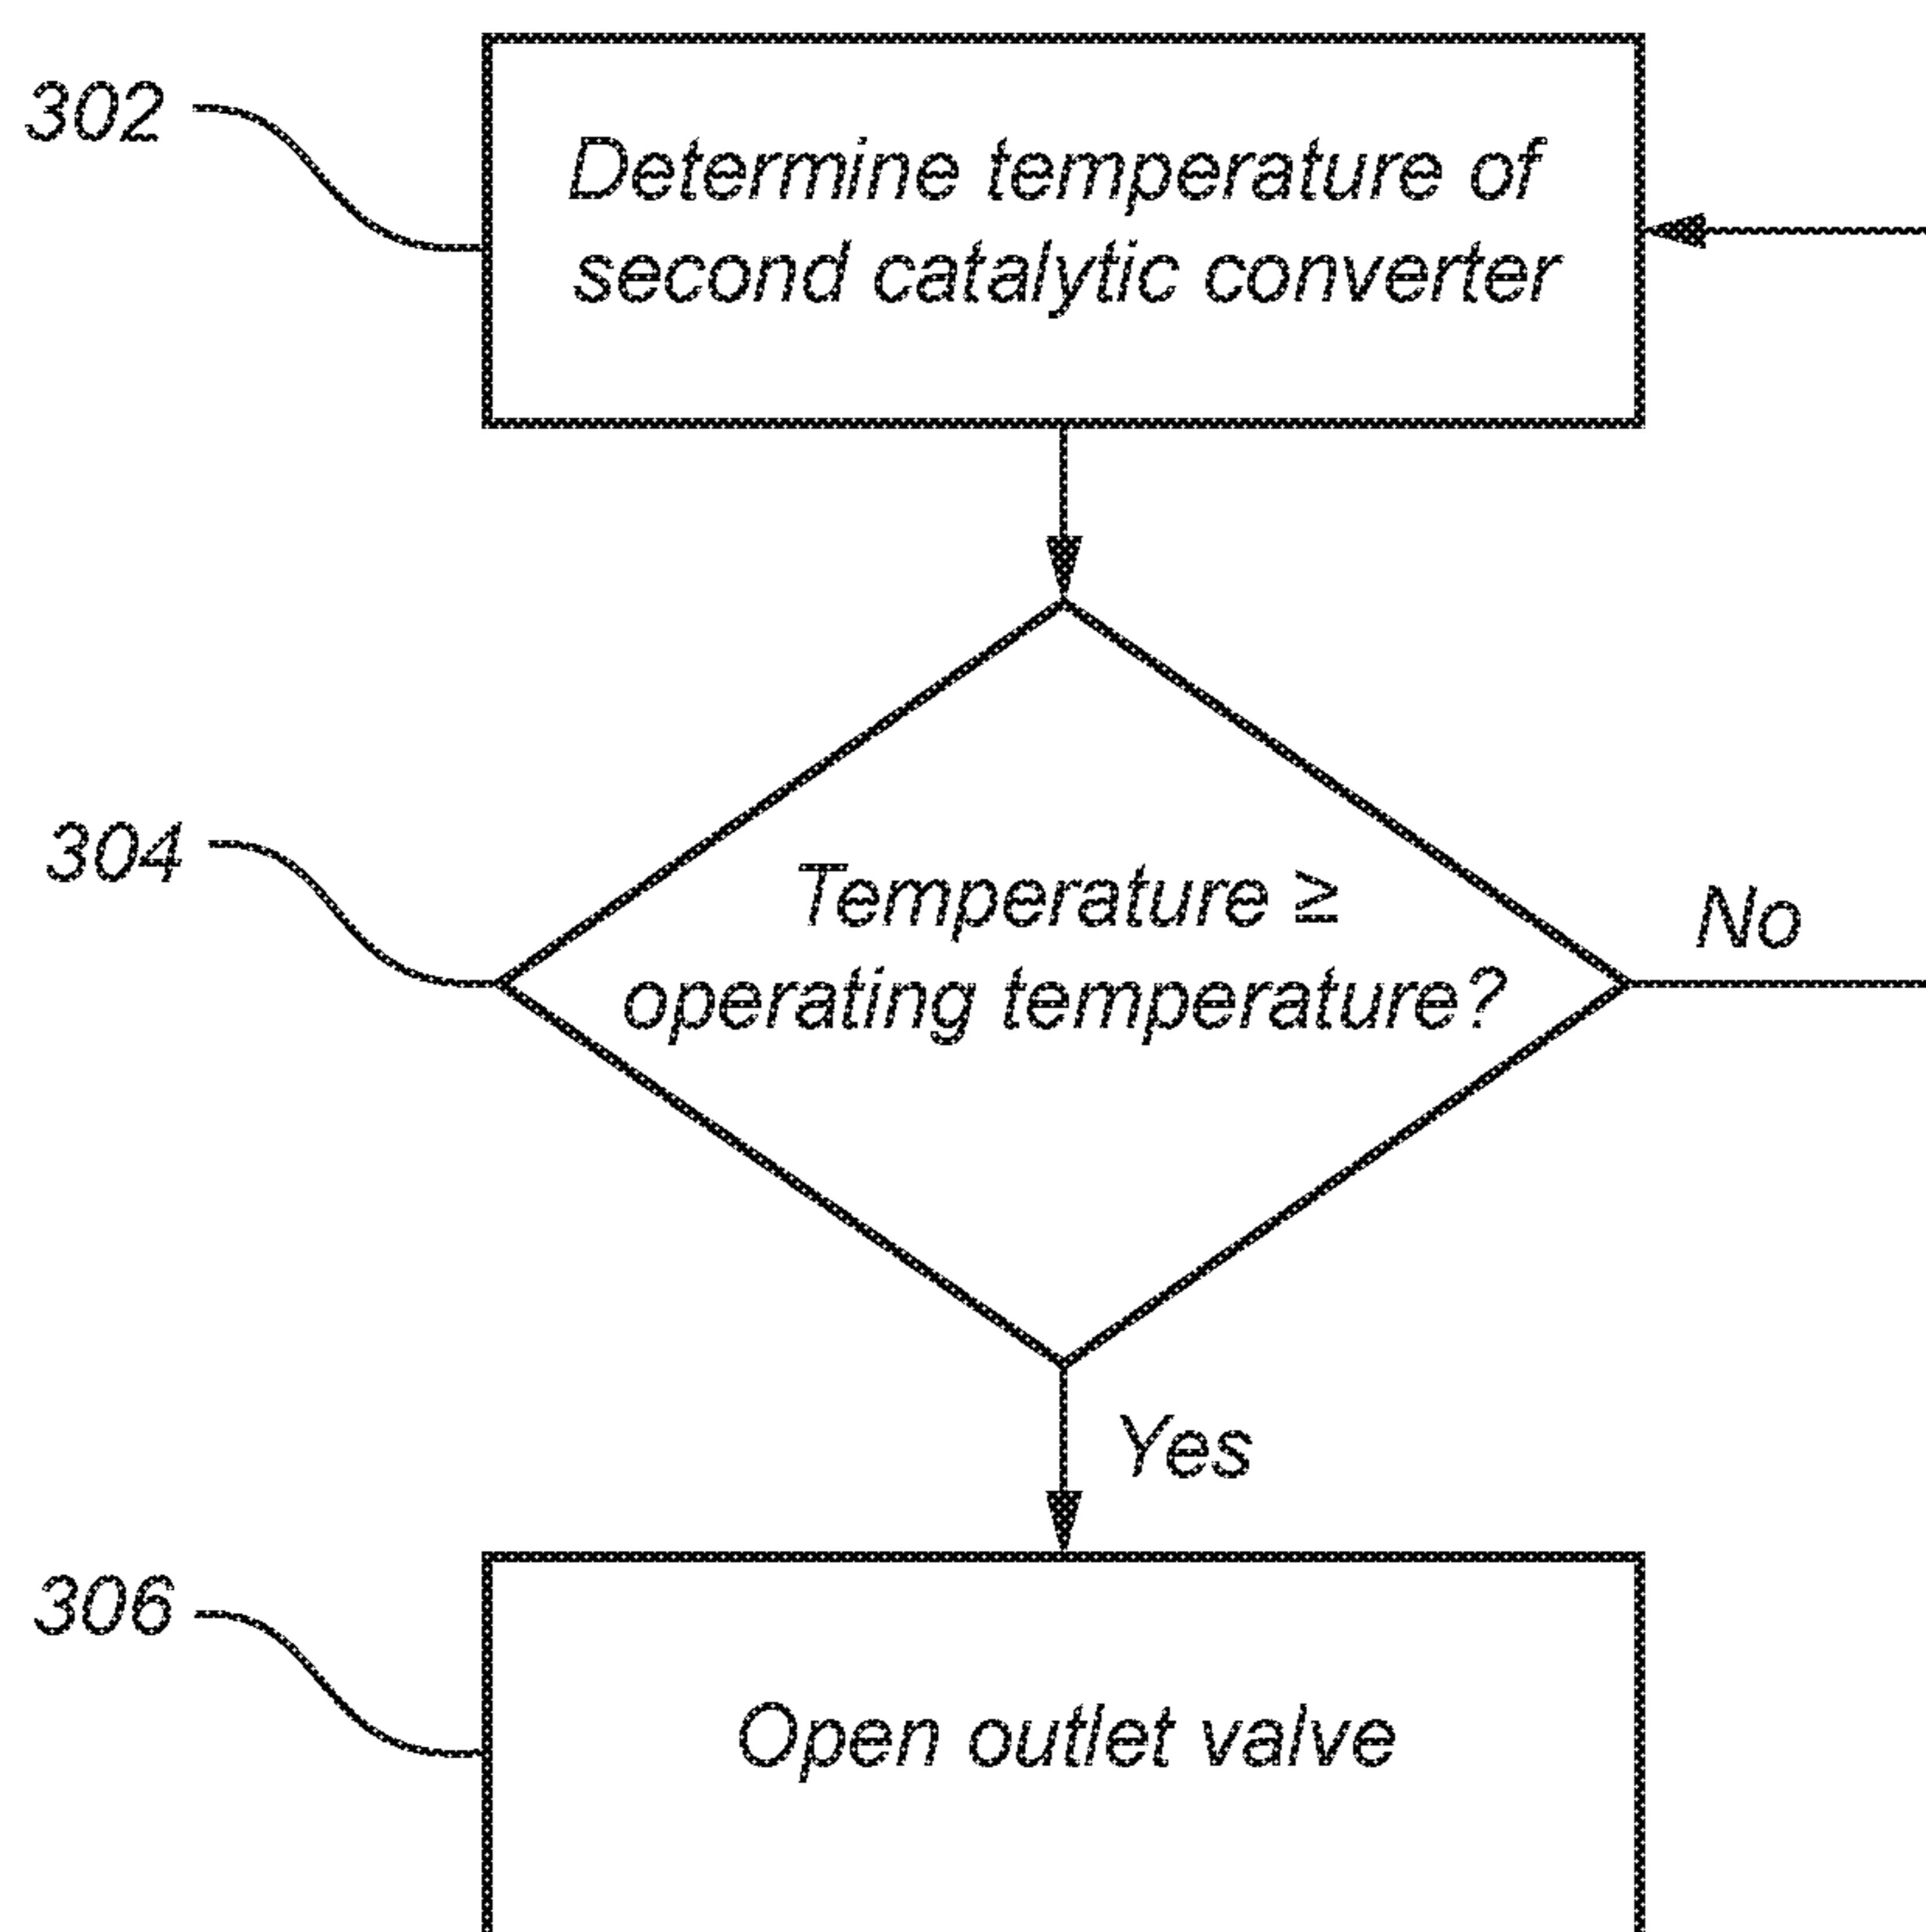 302
Determine temperature of
second catalytic converter
304
Temperature ≥
operating temperature?
No
Yes
306
Open outlet valve